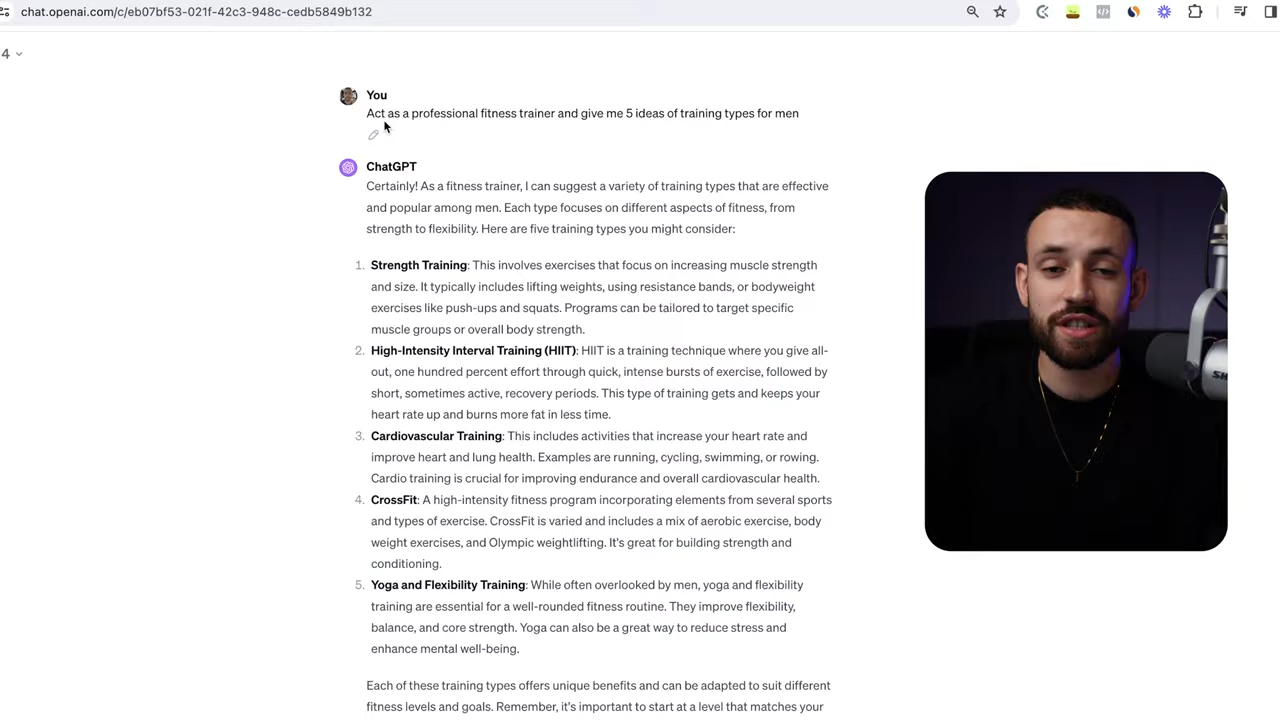 chat.openai.com/c/eb07bf53-021f-42c3-948c-cedb5849b132
4
You
Act as a professional fitness trainer and give me 5 ideas of training types for men
ChatGPT
Certainly! As a fitness trainer, I can suggest a variety of training types that are effective
and popular among men. Each type focuses on different aspects of fitness, from
strength to flexibility. Here are five training types you might consider:
1. Strength Training: This involves exercises that focus on increasing muscle strength
and size. It typically includes lifting weights, using resistance bands, or bodyweight
exercises like push-ups and squats. Programs can be tailored to target specific
muscle groups or overall body strength.
2. High-Intensity Interval Training (HIIT): HIIT is a training technique where you give all-
out, one hundred percent effort through quick, intense bursts of exercise, followed by
short, sometimes active, recovery periods. This type of training gets and keeps your
heart rate up and burns more fat in less time.
3. Cardiovascular Training: This includes activities that increase your heart rate and
improve heart and lung health. Examples are running, cycling, swimming, or rowing.
Cardio training is crucial for improving endurance and overall cardiovascular health.
4. CrossFit: A high-intensity fitness program incorporating elements from several sports
and types of exercise. CrossFit is varied and includes a mix of aerobic exercise, body
weight exercises, and Olympic weightlifting. It's great for building strength and
conditioning.
5. Yoga and Flexibility Training: While often overlooked by men, yoga and flexibility
training are essential for a well-rounded fitness routine. They improve flexibility,
balance, and core strength. Yoga can also be a great way to reduce stress and
enhance mental well-being.
Each of these training types offers unique benefits and can be adapted to suit different
fitness levels and goals. Remember, it's important to start at a level that matches your